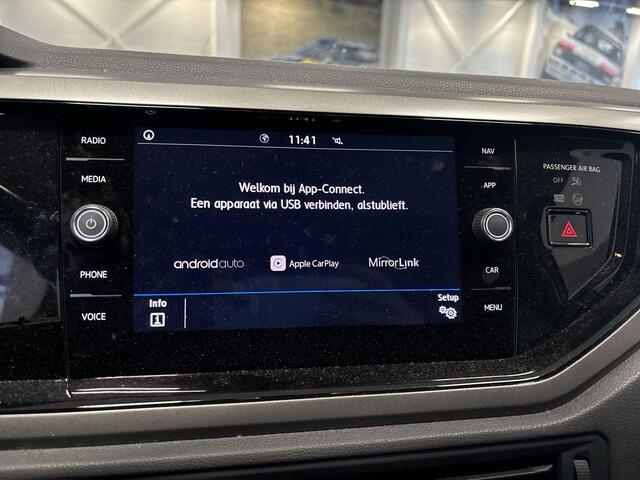 11:41
Welkom bij App-Connect.
Een apparaat via USB verbinden, alstublieft.
androidauto
Apple CarPlay
MirrorLink
Info
Setup
RADIO
MEDIA
PHONE
VOICE
NAV
APP
CAR
MENU
PASSENGER AIR BAG
OFF